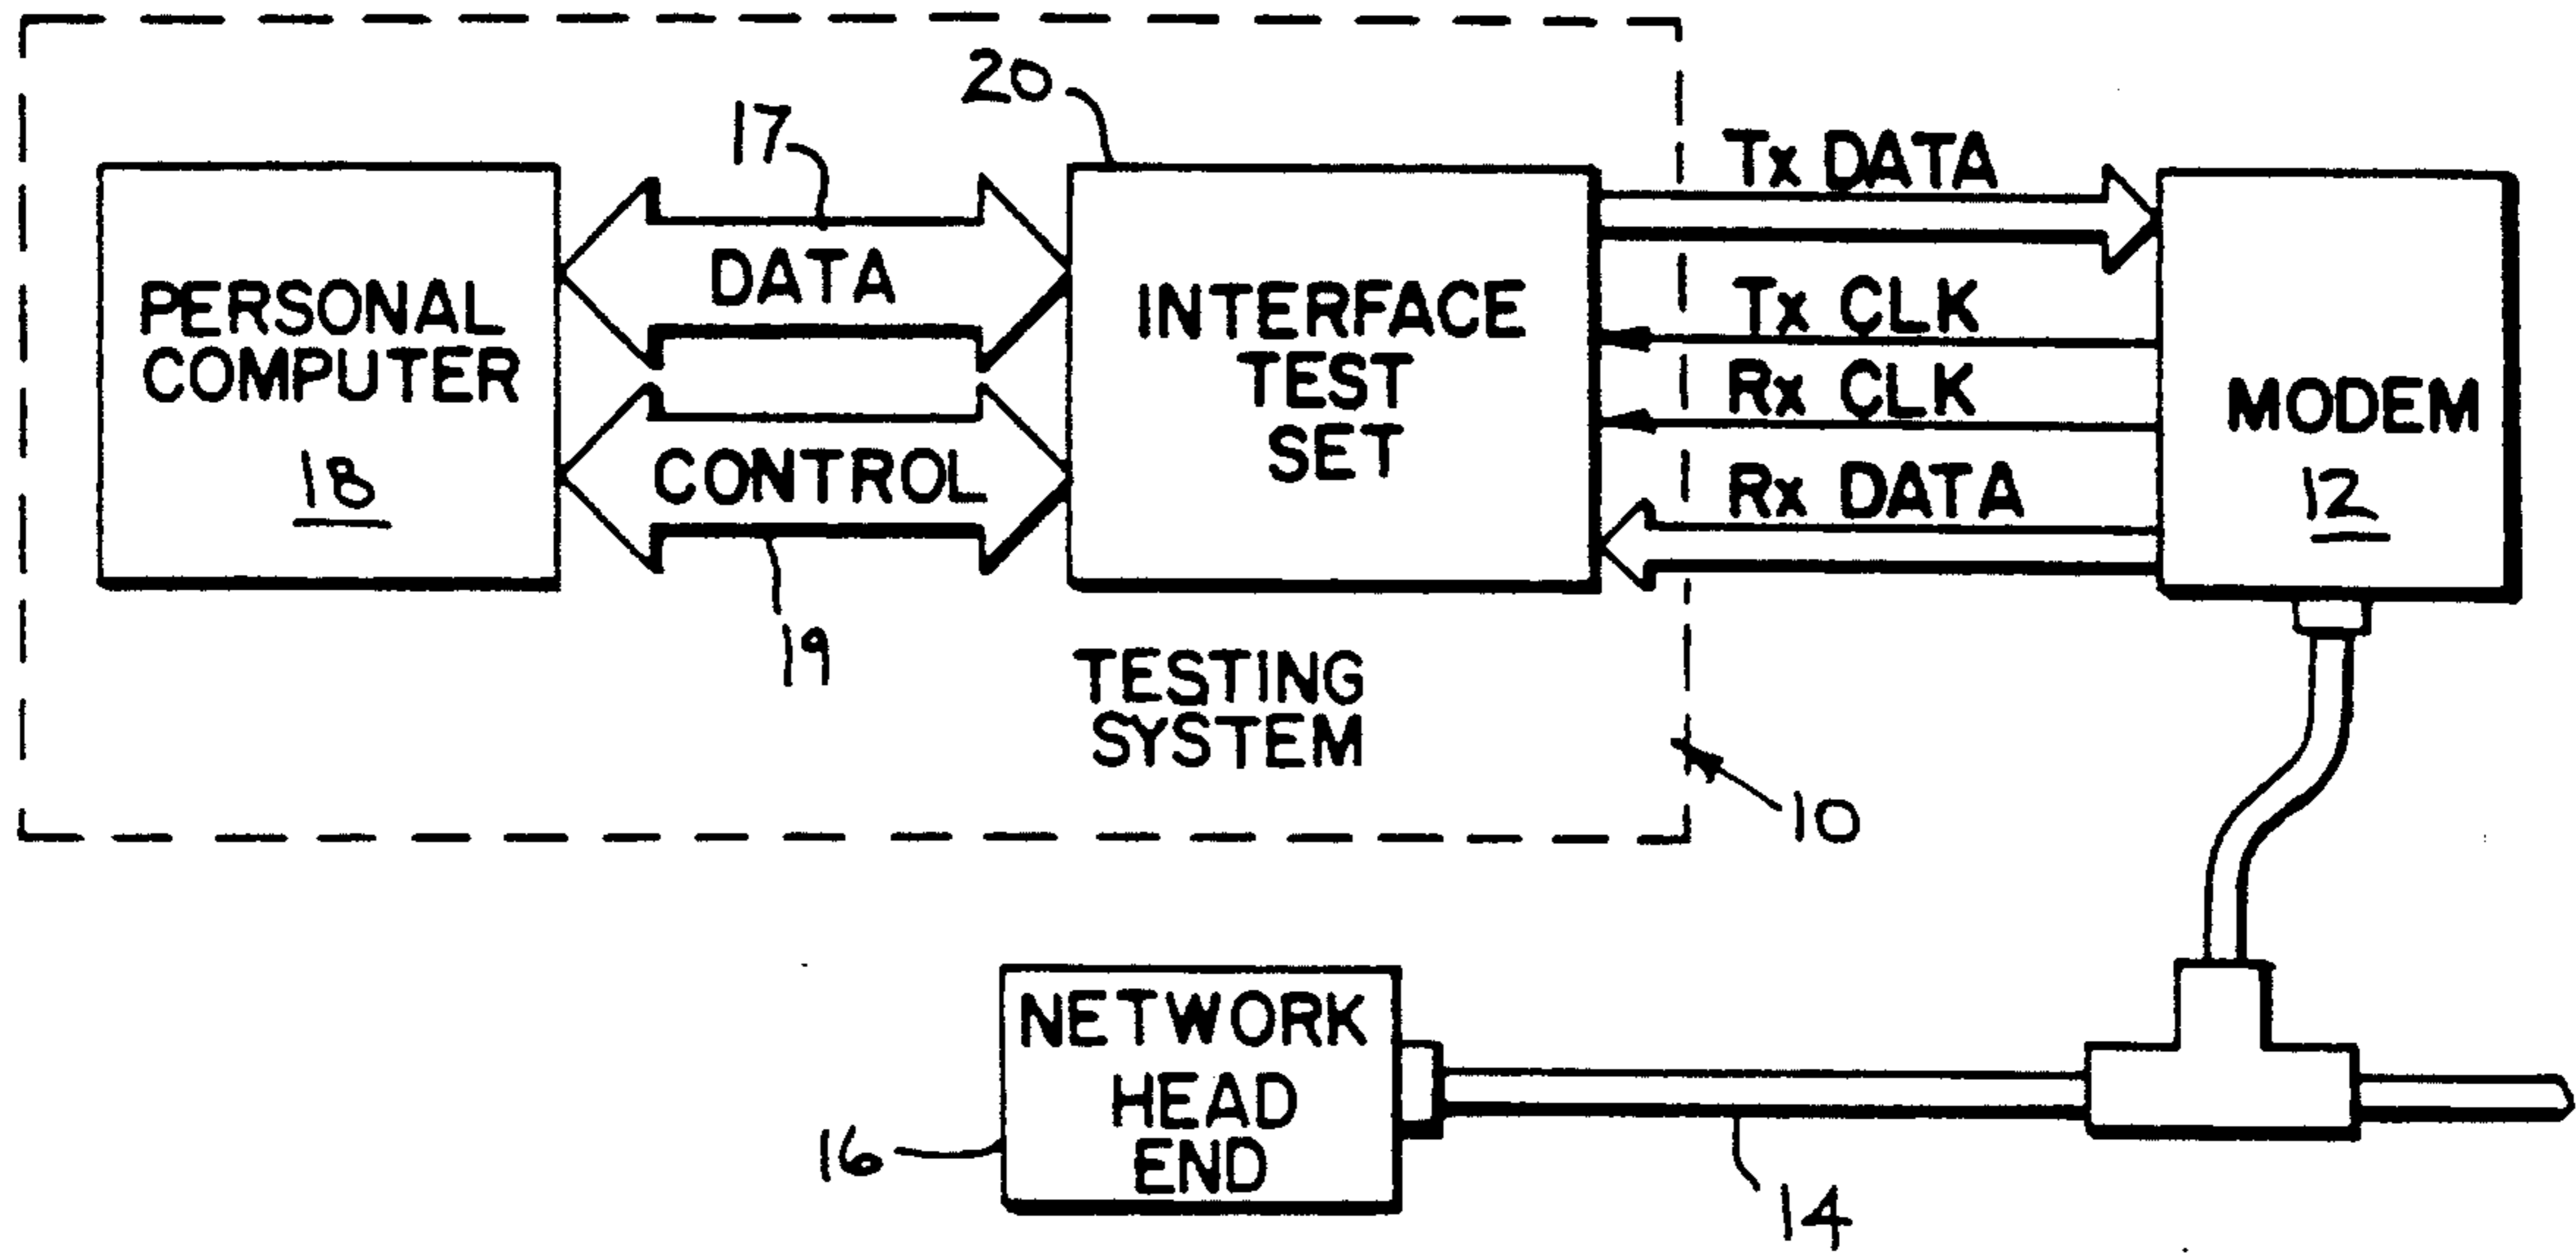 20
17
Tx DATA
DATA
PERSONAL
COMPUTER
18
INTERFACE
TEST
SET
Tx CLK
Rx CLK
MODEM
12
CONTROL
Rx DATA
19
TESTING
SYSTEM
10
NETWORK
HEAD
END
16
14